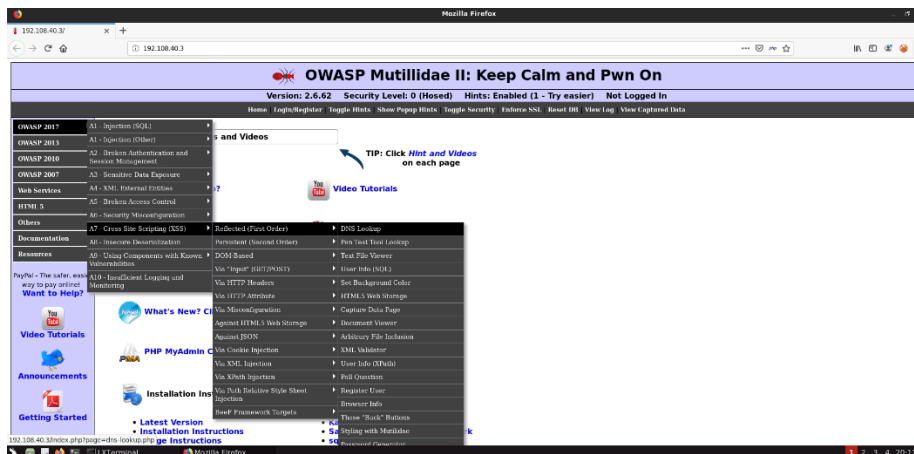 Mozilla Firefox
192.108.40.3/
192.108.40.3
OWASP Mutillidae II: Keep Calm and Pwn On
Version: 2.6.62 Security Level: 0 (Hosed) Hints: Enabled (1 - Try easier) Not Logged In
Home Login/Register Toggle Hints Show Popup Hints Toggle Security Enforce SSL Reset DB View Log View Captured Data
OWASP 2017
OWASP 2013
OWASP 2010
OWASP 2007
Web Services
HTML 5
Others
Documentation
Resources
A1 - Injection (SQL)
A1 - Injection (Other)
A2 - Broken Authentication and
Session Management
A3 - Sensitive Data Exposure
A4 - XML External Entities
A5 - Broken Access Control
A6 - Security Misconfiguration
A7 - Cross Site Scripting (XSS)
A8 - Insecure Deserialization
A9 - Using Components with Known
Vulnerabilities
A10 - Insufficient Logging and
Monitoring
Reflected (First Order)
Persistent (Second Order)
DOM-Based
Via "Input" (GET/POST)
Via HTTP Headers
Via HTTP Attribute
Via Misconfiguration
Against HTML5 Web Storage
Against JSON
Via Cookie Injection
Via XML Injection
Via XPath Injection
Via Path Relative Style Sheet
Injection
BeeF Framework Targets
DNS Lookup
Pen Test Tool Lookup
Text File Viewer
User Info (SQL)
Set Background Color
HTML5 Web Storage
Capture Data Page
Document Viewer
Arbitrary File Inclusion
XML Validator
User Info (XPath)
Poll Question
Register User
Browser Info
Those "Back" Buttons
Styling with Mutillidae
Password Generator
s and Videos
TIP: Click Hint and Videos
on each page
?
You
Tube
Video Tutorials
PayPal - The safer, easie
way to pay online!
Want to Help?
You
Tube
Video Tutorials
Announcements
Getting Started
What's New? Cl
PMA
PHP MyAdmin C
Installation Ins
• Latest Version
• Installation Instructions
ge Instructions
192.108.40.3/index.php?page=dns-lookup.php
LXTerminal
Mozilla Firefox
1 2 3 4 20:1